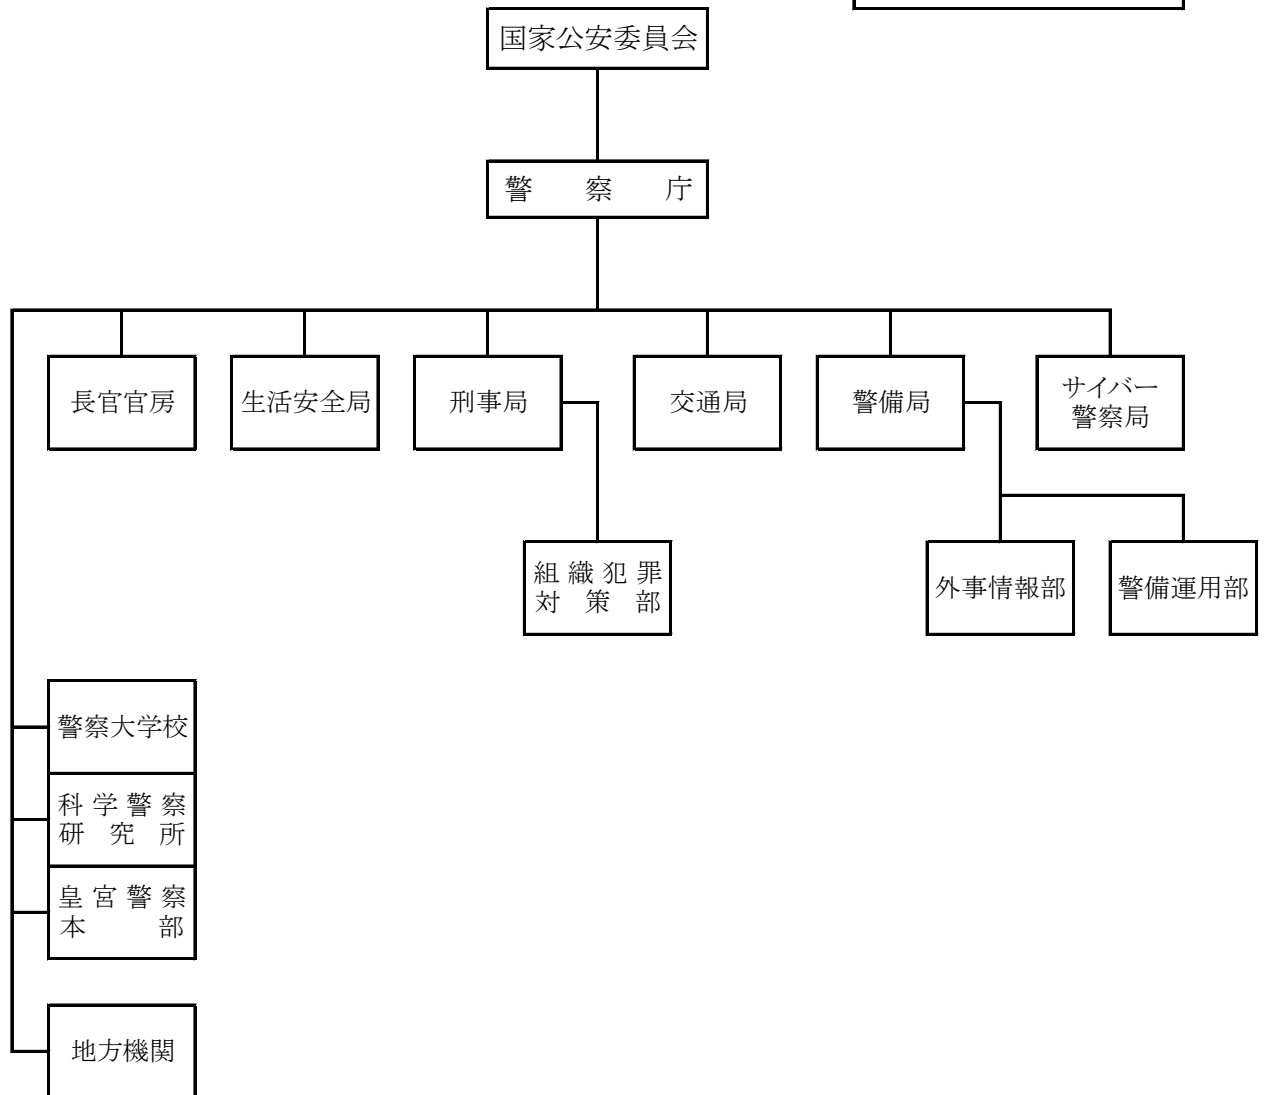 国家公安委員会
警察庁
長官官房
生活安全局
刑事局
交通局
警備局
サイバー
警察局
組織犯罪
対策部
外事情報部
警備運用部
警察大学校
科学警察
研究所
皇宮警察
本部
地方機関